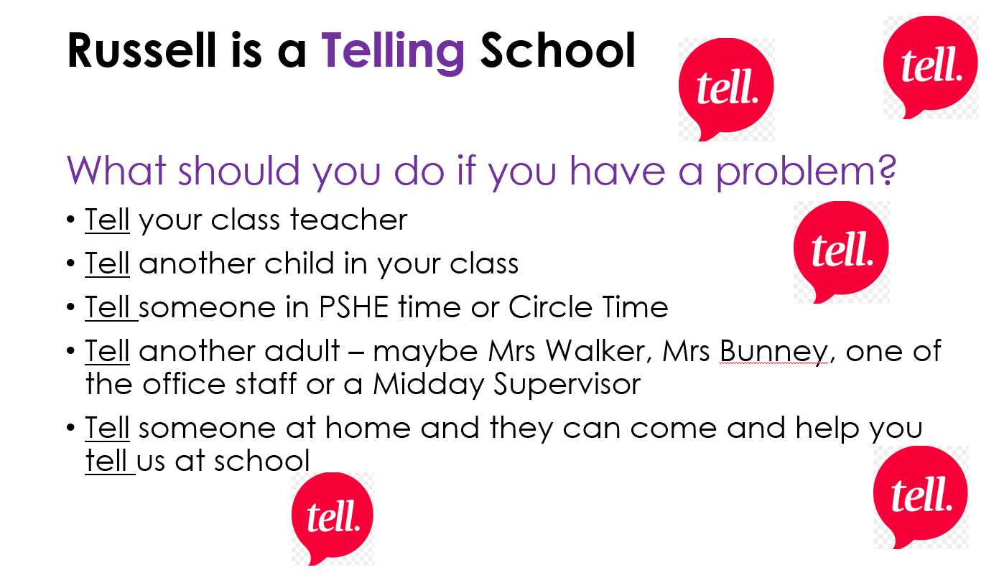 Russell is a Telling School
tell.
tell.
What should you do if you have a problem?
• Tell your class teacher
tell.
• Tell another child in your class
• Tell someone in PSHE time or Circle Time
• Tell another adult – maybe Mrs Walker, Mrs Bunney, one of
the office staff or a Midday Supervisor
• Tell someone at home and they can come and help you
tell us at school
tell.
tell.